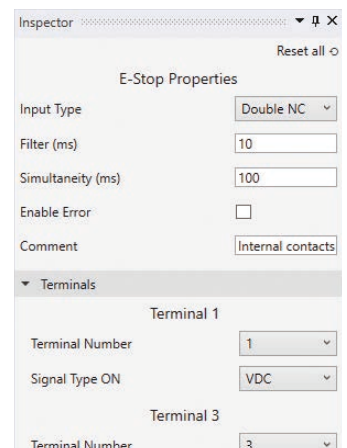 Inspector
Reset all
E-Stop Properties
Input Type Double NC
Filter (ms) 10
Simultaneity (ms) 100
Enable Error
Comment Internal contacts
Terminals
Terminal 1
Terminal Number 1
Signal Type ON VDC
Terminal 3
Terminal Number 3